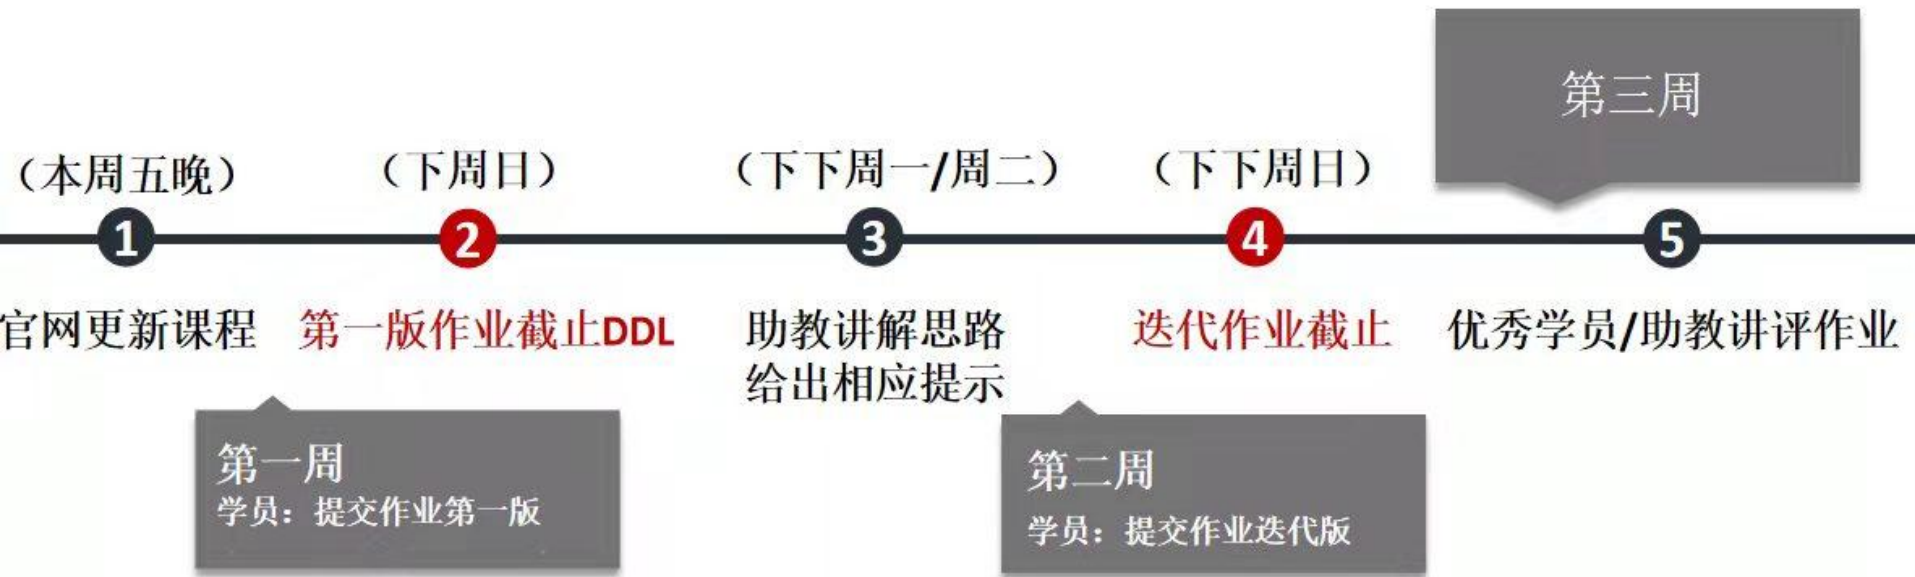 第三周
（本周五晚）
（下周日）
（下下周一/周二）
（下下周日）
1
2
3
4
5
官网更新课程
第一版作业截止DDL
助教讲解思路
给出相应提示
迭代作业截止
优秀学员/助教讲评作业
第一周
学员：提交作业第一版
第二周
学员：提交作业迭代版